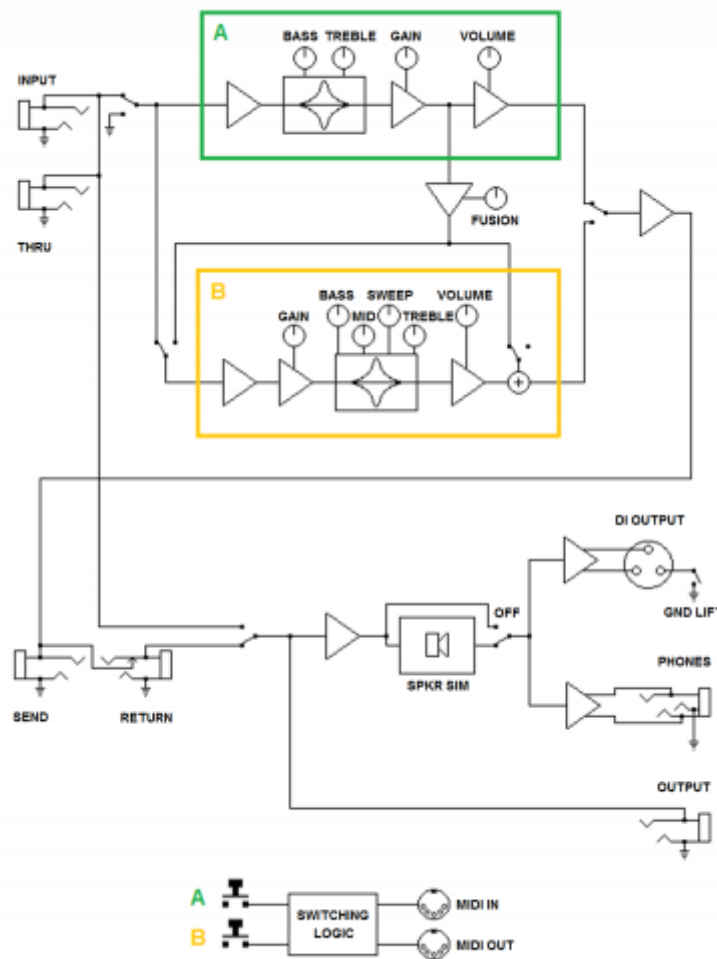 A
BASS TREBLE GAIN VOLUME
INPUT
THRU
FUSION
B
BASS SWEEP VOLUME
GAIN MID TREBLE
DI OUTPUT
OFF
GND LIFT
SPKR SIM
PHONES
SEND RETURN
OUTPUT
A
SWITCHING
LOGIC
MIDI IN
B
MIDI OUT